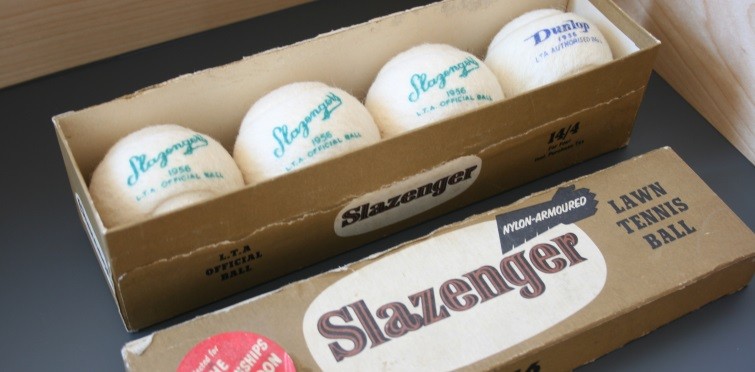 Slazenger
1956
L.T.A. OFFICIAL BALL
Slazenger
1956
L.T.A. OFFICIAL BALL
Slazenger
1956
L.T.A. OFFICIAL BALL
Dunlop
1956
LTA AUTHORISED
14/4
Slazenger
L.T.A
OFFICIAL
BALL
NYLON-ARMOURED
LAWN
TENNIS
BALL
Slazenger